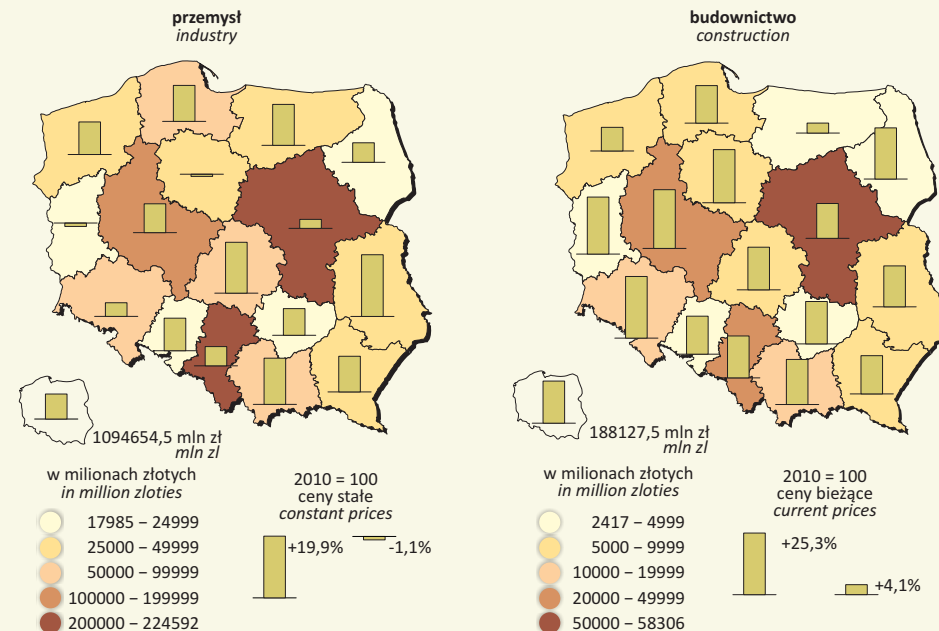 przemysł
industry
1094654,5 mln zł
mln zl
w milionach złotych
in million zloties
17985 – 24999
25000 – 49999
50000 – 99999
100000 – 199999
200000 – 224592
2010 = 100
ceny stałe
constant prices
+19,9%
-1,1%
budownictwo
construction
188127,5 mln zł
mln zl
w milionach złotych
in million zloties
2417 – 4999
5000 – 9999
10000 – 19999
20000 – 49999
50000 – 58306
2010 = 100
ceny bieżące
current prices
+25,3%
+4,1%